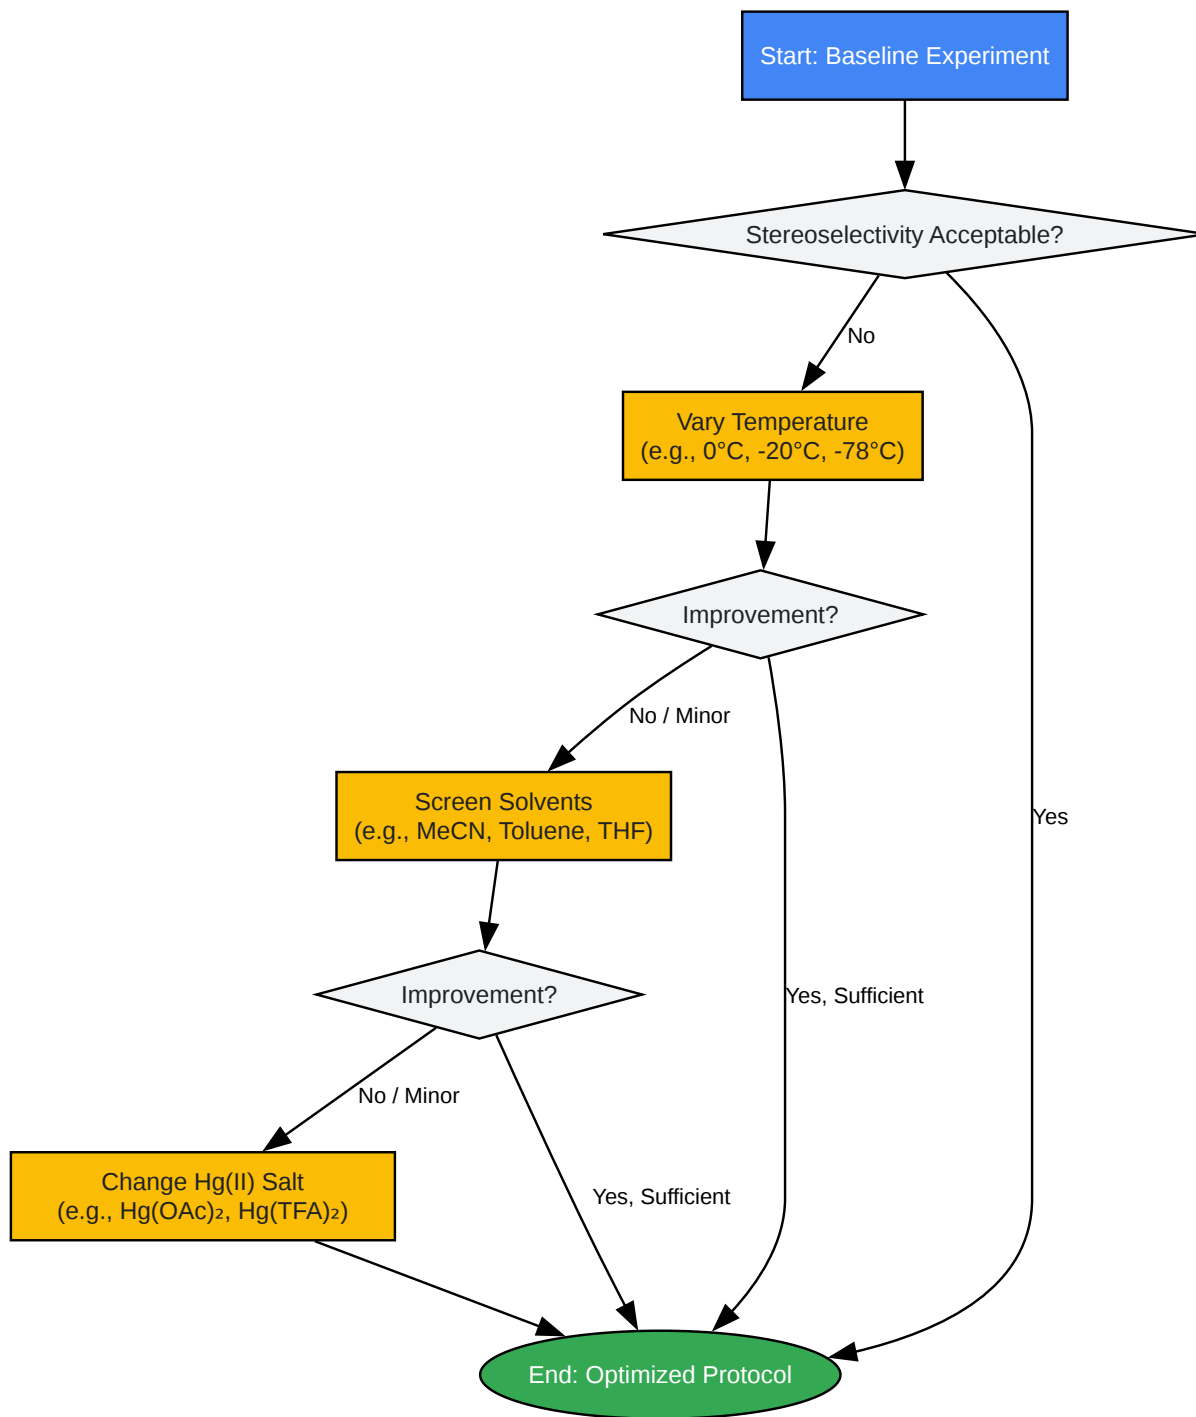 Start: Baseline Experiment
Stereoselectivity Acceptable?
No
Vary Temperature
(e.g., 0°C, -20°C, -78°C)
Improvement?
No / Minor
Screen Solvents
(e.g., MeCN, Toluene, THF)
Yes
Improvement?
Yes, Sufficient
No / Minor
Change Hg(II) Salt
(e.g., Hg(OAc)₂, Hg(TFA)₂)
Yes, Sufficient
End: Optimized Protocol